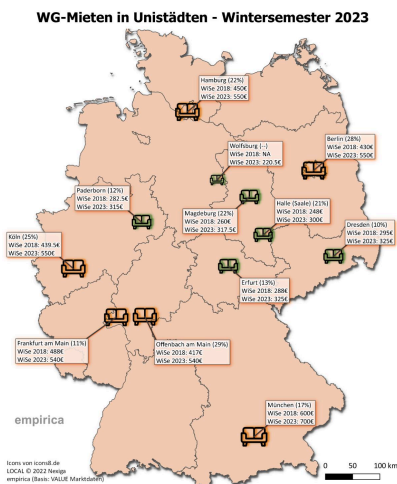 WG-Mieten in Unistädten - Wintersemester 2023
Hamburg (22%)
WiSe 2018: 450€
WiSe 2023: 550€
Wolfsburg (--)
WiSe 2018: NA
WiSe 2023: 220.5€
Berlin (28%)
WiSe 2018: 430€
WiSe 2023: 550€
Paderborn (12%)
WiSe 2018: 282.5€
WiSe 2023: 315€
Magdeburg (22%)
WiSe 2018: 260€
WiSe 2023: 317.5€
Halle (Saale) (21%)
WiSe 2018: 248€
WiSe 2023: 300€
Dresden (10%)
WiSe 2018: 295€
WiSe 2023: 325€
Köln (25%)
WiSe 2018: 439.5€
WiSe 2023: 550€
Erfurt (13%)
WiSe 2018: 288€
WiSe 2023: 325€
Frankfurt am Main (11%)
WiSe 2018: 488€
WiSe 2023: 540€
Offenbach am Main (29%)
WiSe 2018: 417€
WiSe 2023: 540€
München (17%)
WiSe 2018: 600€
WiSe 2023: 700€
empirica
Icons von icons8.de
LOCAL © 2022 Nexiga
empirica (Basis: VALUE Marktdaten)
0 50 100 km